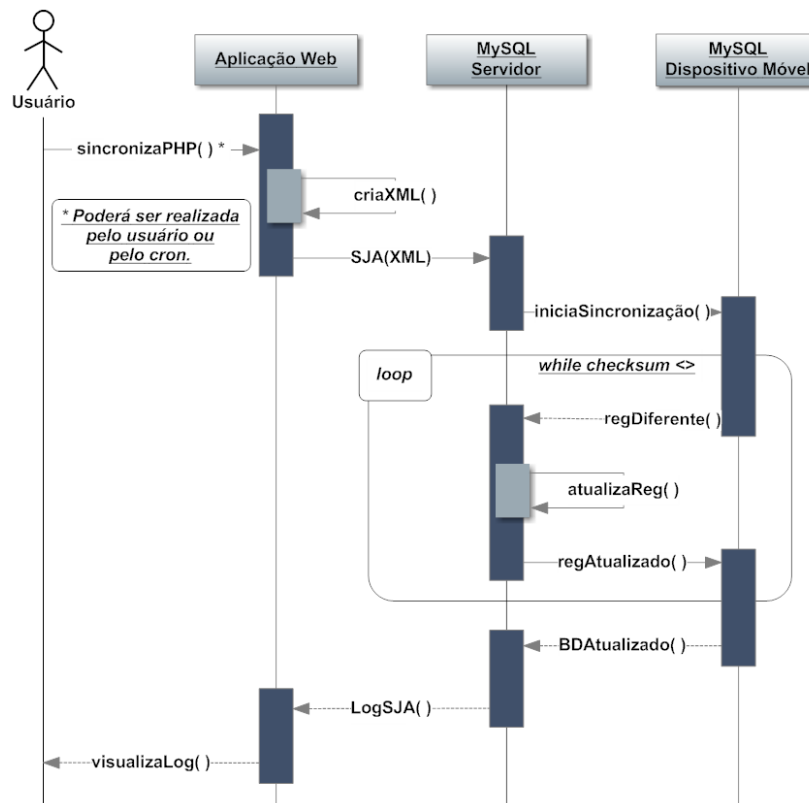 Usuário
Aplicação Web
MySQL
Servidor
MySQL
Dispositivo Móvel
sincronizaPHP( ) *
criaXML( )
* Poderá ser realizada
pelo usuário ou
pelo cron.
SJA(XML)
iniciaSincronização( )
loop
while checksum <>
regDiferente( )
atualizaReg( )
regAtualizado( )
BDAtualizado( )
LogSJA( )
visualizaLog( )